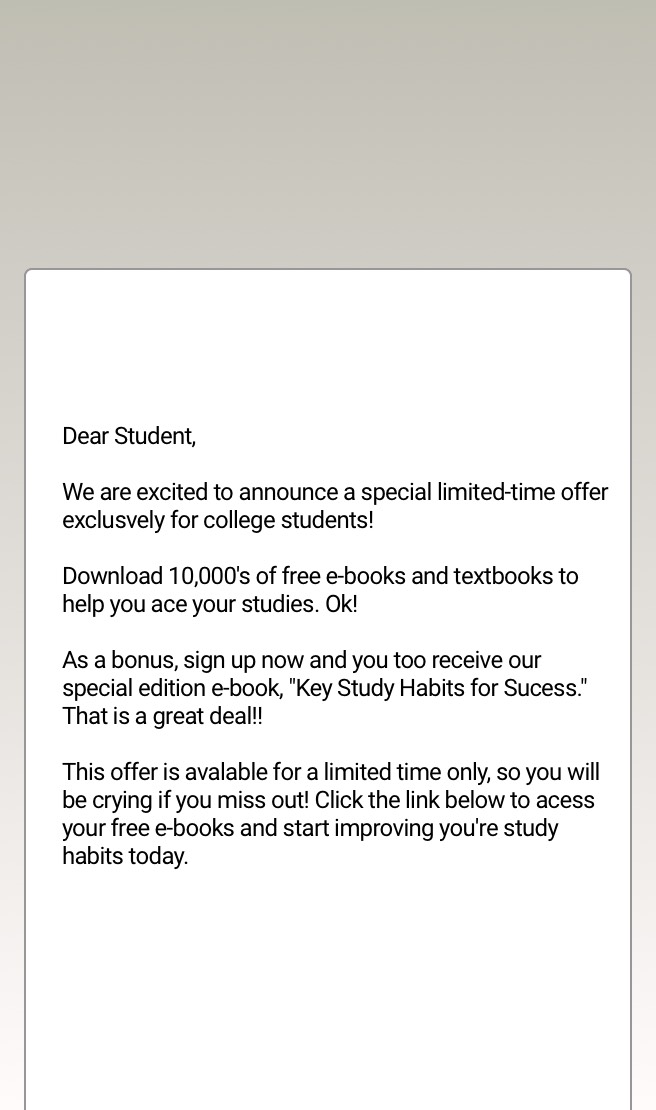 Dear Student,
We are excited to announce a special limited-time offer
exclusvely for college students!
Download 10,000's of free e-books and textbooks to
help you ace your studies. Ok!
As a bonus, sign up now and you too receive our
special edition e-book, "Key Study Habits for Sucess."
That is a great deal!!
This offer is avalable for a limited time only, so you will
be crying if you miss out! Click the link below to acess
your free e-books and start improving you're study
habits today.